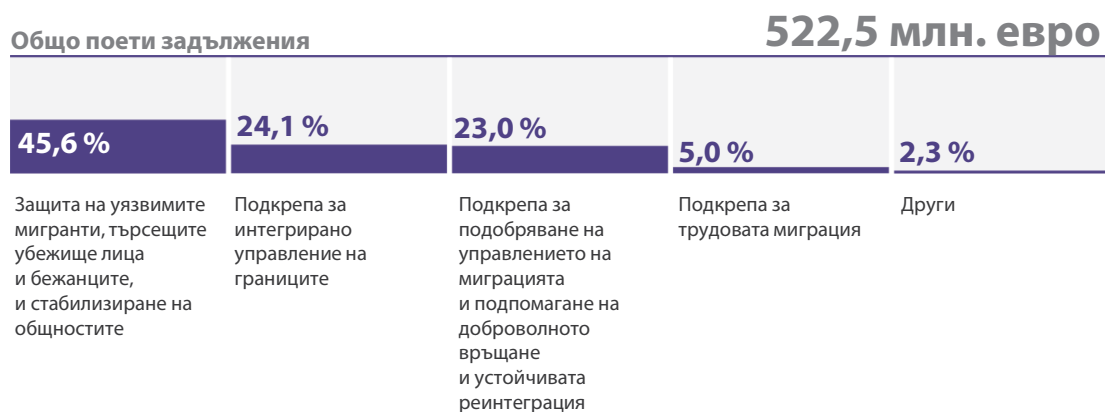 Общо поети задължения
522,5 млн. евро
45,6 %
24,1 %
23,0 %
5,0 %
2,3 %
Защита на уязвимите
мигранти, търсещите
убежище лица
и бежанците,
и стабилизиране на
общностите
Подкрепа за
интегрирано
управление на
границите
Подкрепа за
подобряване на
управлението на
миграцията
и подпомагане на
доброволното
връщане
и устойчивата
реинтеграция
Подкрепа за
трудовата миграция
Други